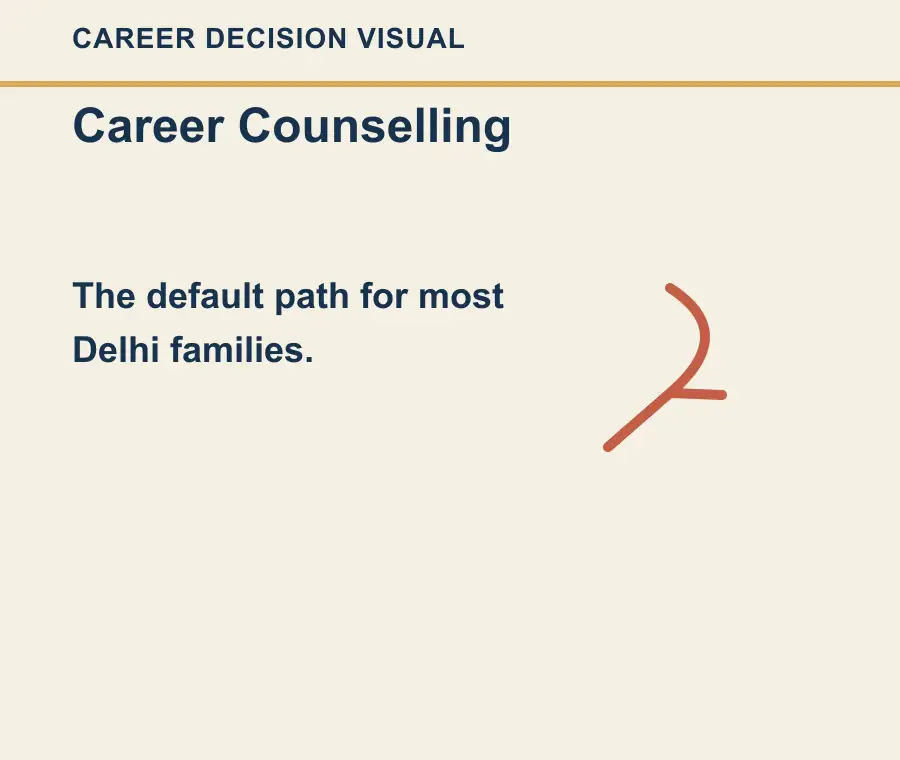 CAREER DECISION VISUAL
Career Counselling
The default path for most
Delhi families.